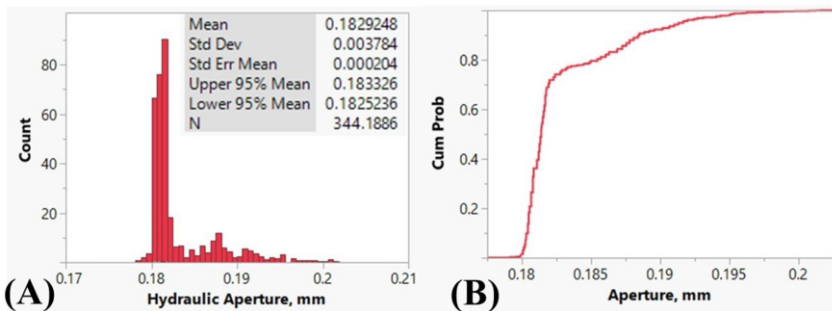 Mean 0.1829248
Std Dev 0.003784
Std Err Mean 0.000204
Upper 95% Mean 0.183326
Lower 95% Mean 0.1825236
N 344.1886
Count
80
60
40
20
0.17 0.18 0.19 0.2 0.21
Hydraulic Aperture, mm
(A)
Cum Prob
0.8
0.6
0.4
0.2
0.18 0.185 0.19 0.195 0.2
Aperture, mm
(B)